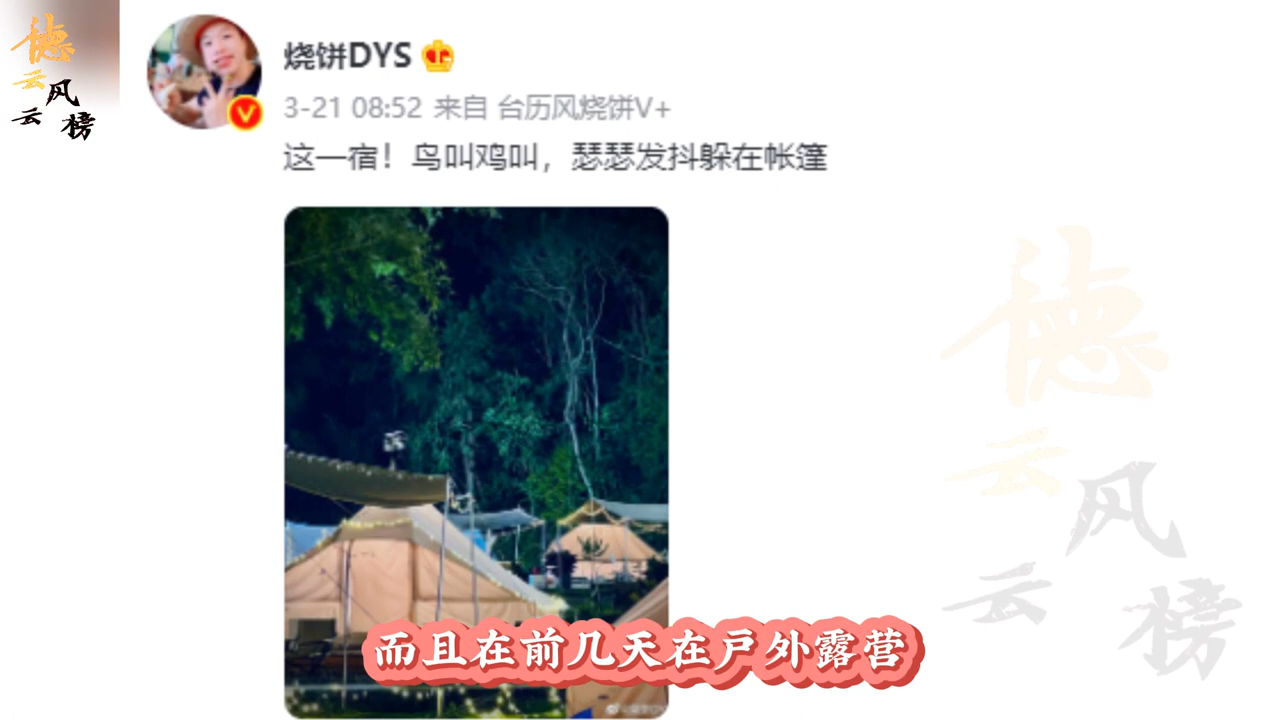 德
云
风
云
榜
烧饼DYS
3-21 08:52 来自 台历风烧饼V+
这一宿！鸟叫鸡叫，瑟瑟发抖躲在帐篷
德
云
风
云
榜
而且在前几天在户外露营